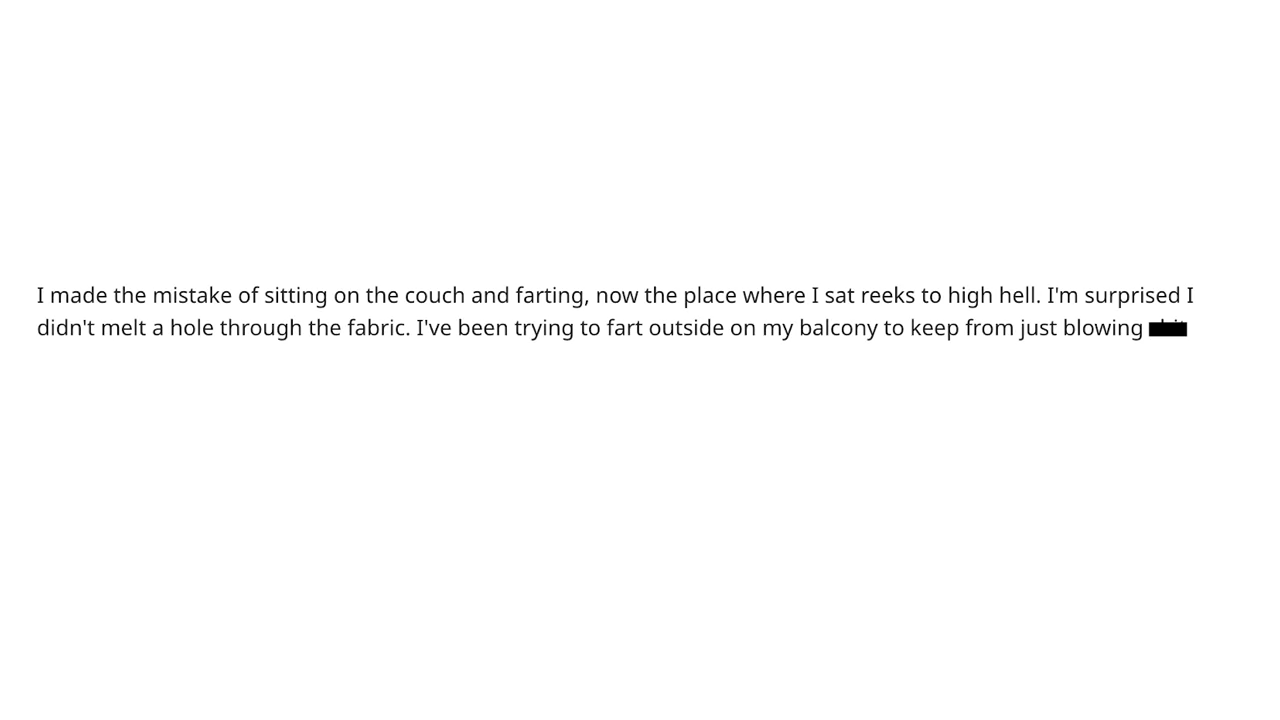 I made the mistake of sitting on the couch and farting, now the place where I sat reeks to high hell. I'm surprised I
didn't melt a hole through the fabric. I've been trying to fart outside on my balcony to keep from just blowing